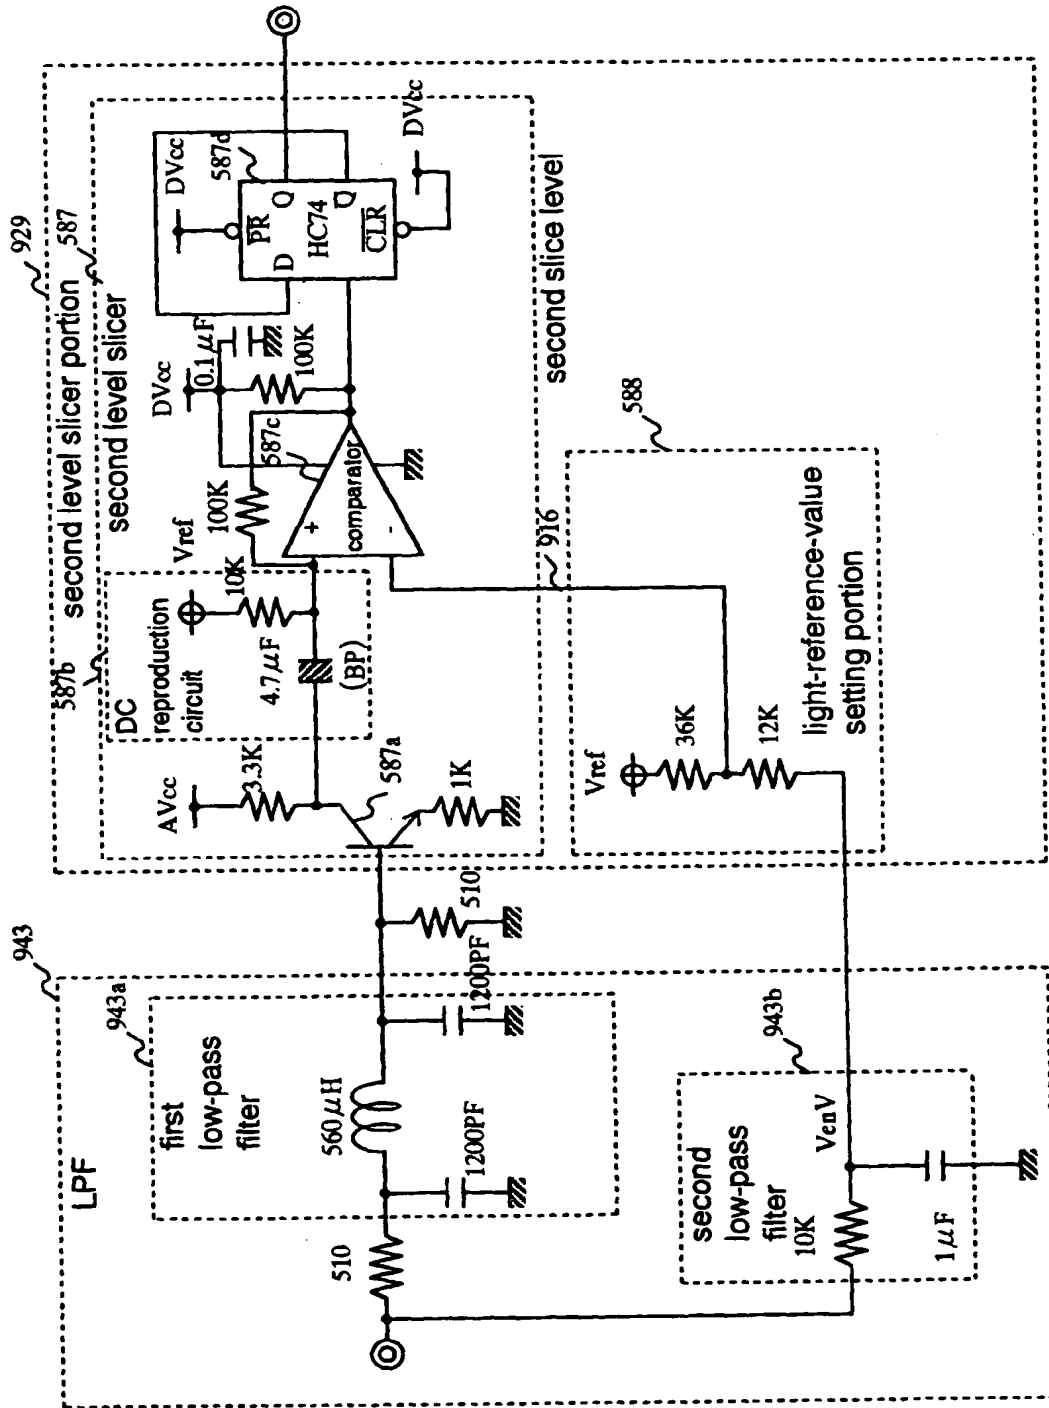 929
second level slicer portion
587
second level slicer
587b
DC
reproduction
circuit
Vref
10K
4.7μF
(BP)
100K
AVcc
3.3K
587a
1K
DVcc
0.1μF
100K
587c
comparator
+
-
DVcc
587d
PR
D
Q
HC74
Q
CLR
DVcc
second slice level
916
588
Vref
36K
12K
light-reference-value
setting portion
943
LPF
943a
first
low-pass
filter
510
560μH
1200PF
1200PF
510
943b
second
low-pass
filter
10K
VenV
1μF